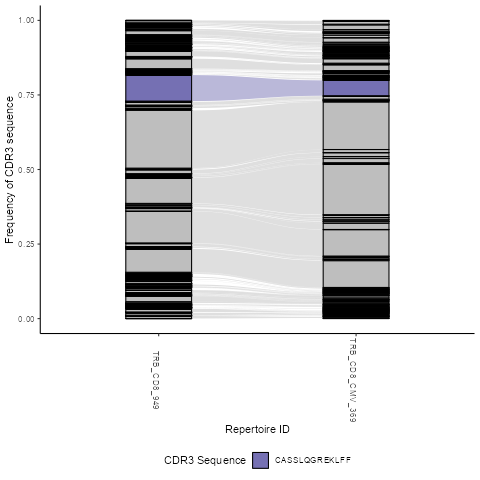 1.00
0.75
0.50
0.25
0.00
Frequency of CDR3 sequence
TRB_CD8_949
TRB_CD8_CMV_369
Repertoire ID
CDR3 Sequence CASSLQGREKLFF